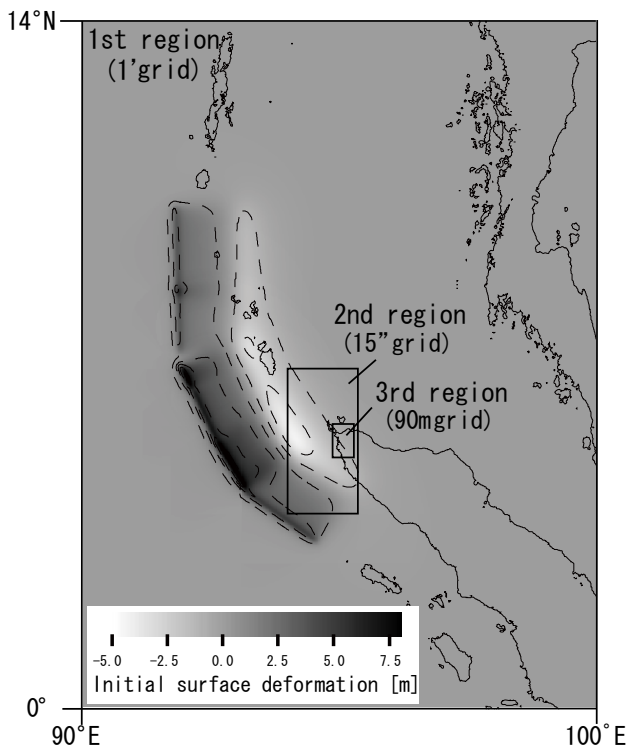 14°N
1st region
(1'grid)
2nd region
(15”grid)
3rd region
(90mgrid)
-5.0 -2.5 0.0 2.5 5.0 7.5
Initial surface deformation [m]
0°
90°E 100°E